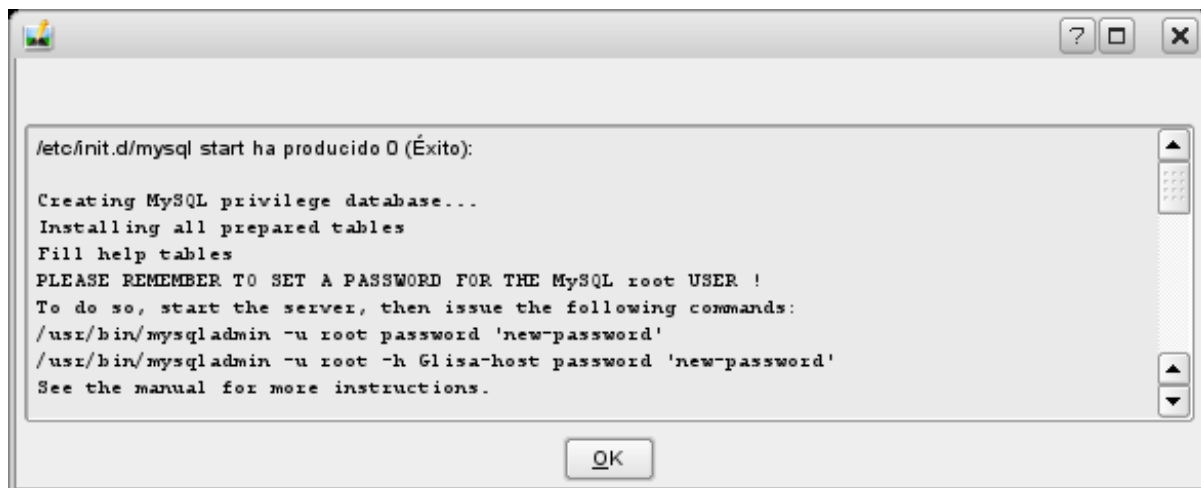 /etc/init.d/mysql start ha producido 0 (Éxito):
Creating MySQL privilege database...
Installing all prepared tables
Fill help tables
PLEASE REMEMBER TO SET A PASSWORD FOR THE MySQL root USER !
To do so, start the server, then issue the following commands:
/usr/bin/mysqladmin -u root password 'new-password'
/usr/bin/mysqladmin -u root -h Glisa-host password 'new-password'
See the manual for more instructions.
OK